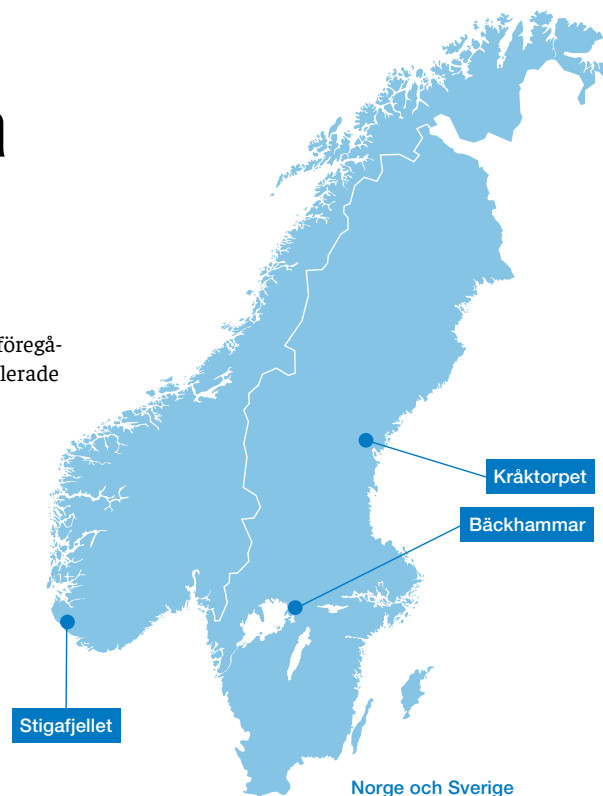 föregå-
lerade
Kråktorpet
Bäckhammar
Stigafjellet
Norge och Sverige